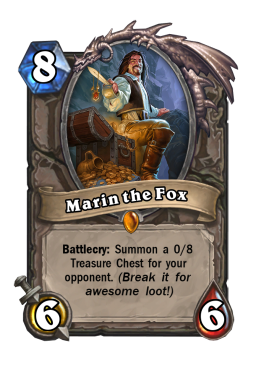 8
Marin the Fox
Battlecry: Summon a 0/8
Treasure Chest for your
opponent. (Break it for
awesome loot!)
6 6